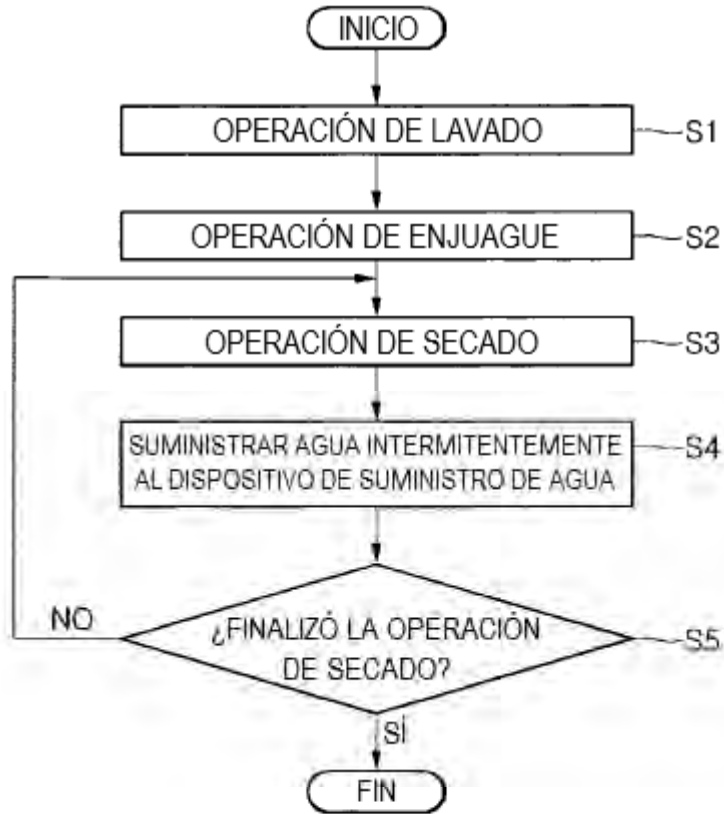 INICIO
OPERACIÓN DE LAVADO
S1
OPERACIÓN DE ENJUAGUE
S2
OPERACIÓN DE SECADO
S3
SUMINISTRAR AGUA INTERMITENTEMENTE
AL DISPOSITIVO DE SUMINISTRO DE AGUA
S4
¿FINALIZÓ LA OPERACIÓN
DE SECADO?
S5
NO
SÍ
FIN